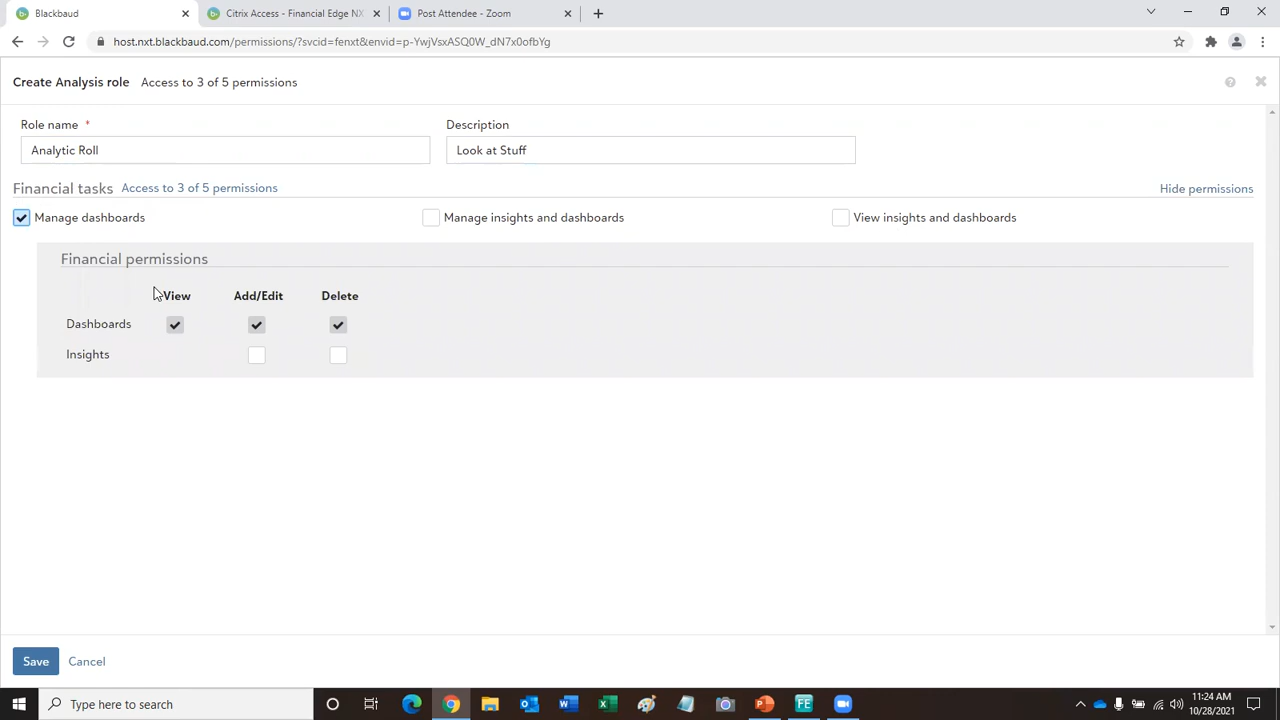 Blackbaud
Citrix Access - Financial Edge NX
Post Attendee - Zoom
host.nxt.blackbaud.com/permissions/?svcid=fenxt&envid=p-YwjVsxASQ0W_dN7x0ofbYg
Create Analysis role Access to 3 of 5 permissions
Role name * Description
Analytic Roll Look at Stuff
Financial tasks Access to 3 of 5 permissions Hide permissions
Manage dashboards Manage insights and dashboards View insights and dashboards
Financial permissions
View Add/Edit Delete
Dashboards
Insights
Save Cancel
Type here to search
11:24 AM
10/28/2021